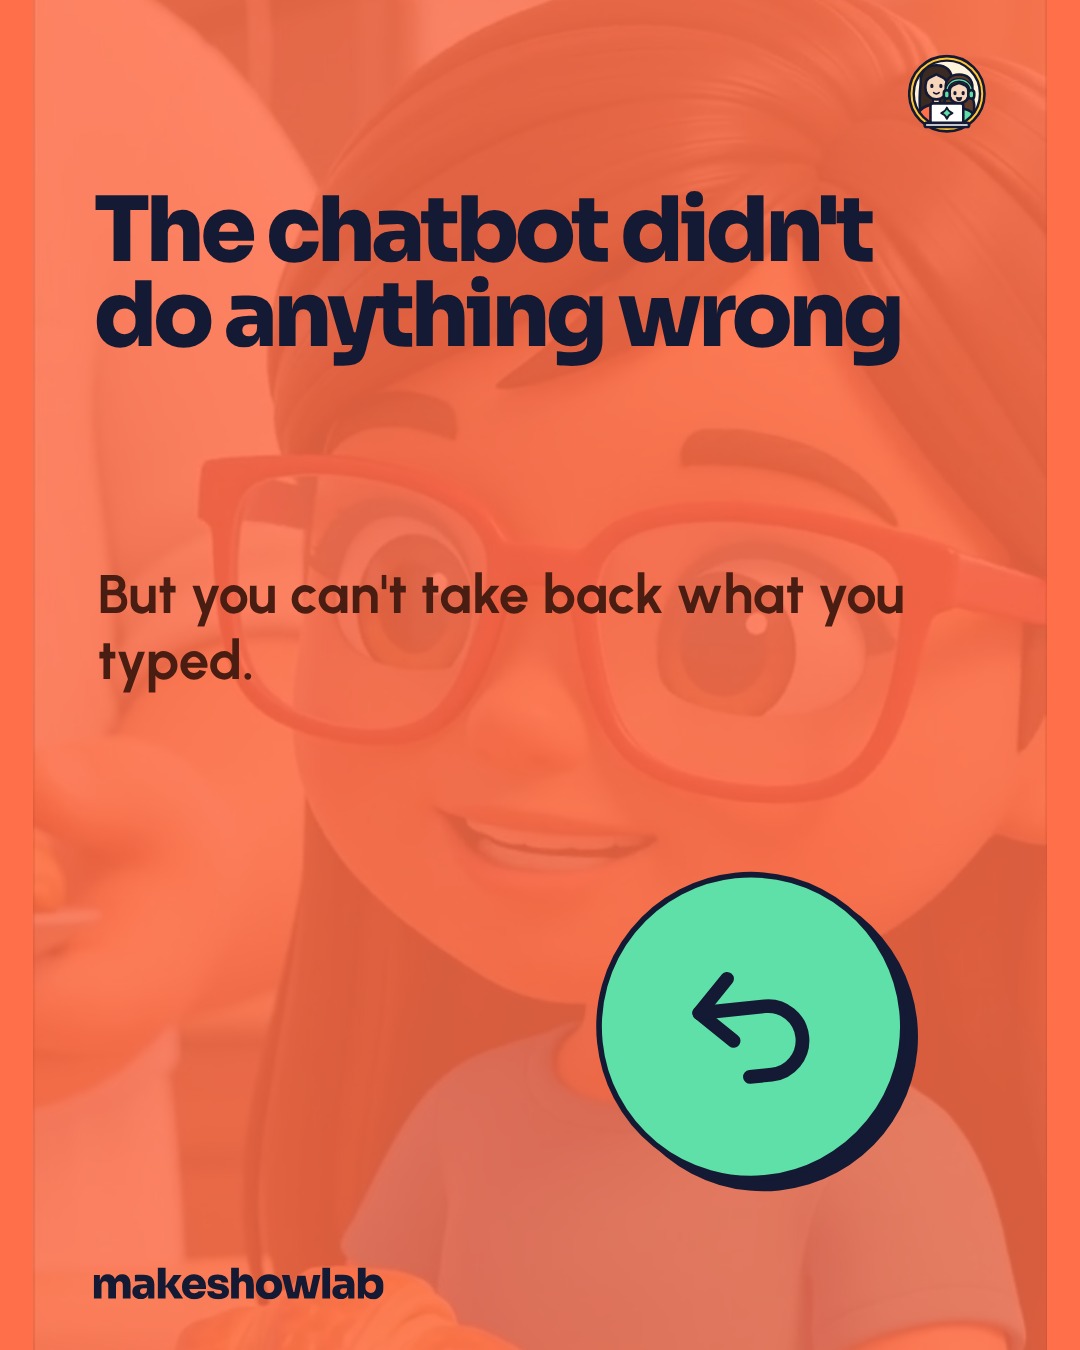 The chatbot didn't
do anything wrong
But you can't take back what you
typed.
makeshowlab